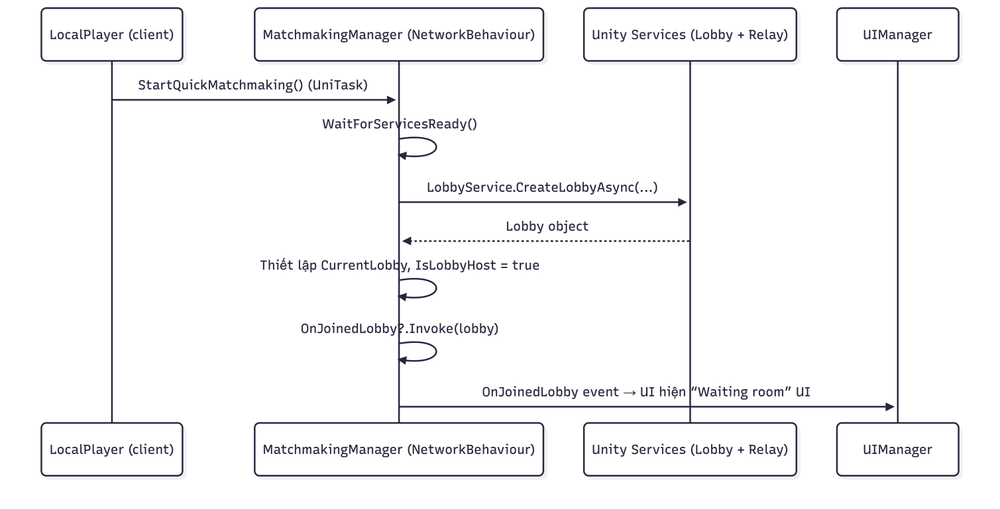 LocalPlayer (client)
MatchmakingManager (NetworkBehaviour)
Unity Services (Lobby + Relay)
UIManager
StartQuickMatchmaking() (UniTask)
WaitForServicesReady()
LobbyService.CreateLobbyAsync(...)
Lobby object
Thiết lập CurrentLobby, IsLobbyHost = true
OnJoinedLobby?.Invoke(lobby)
OnJoinedLobby event → UI hiện “Waiting room” UI
LocalPlayer (client)
MatchmakingManager (NetworkBehaviour)
Unity Services (Lobby + Relay)
UIManager